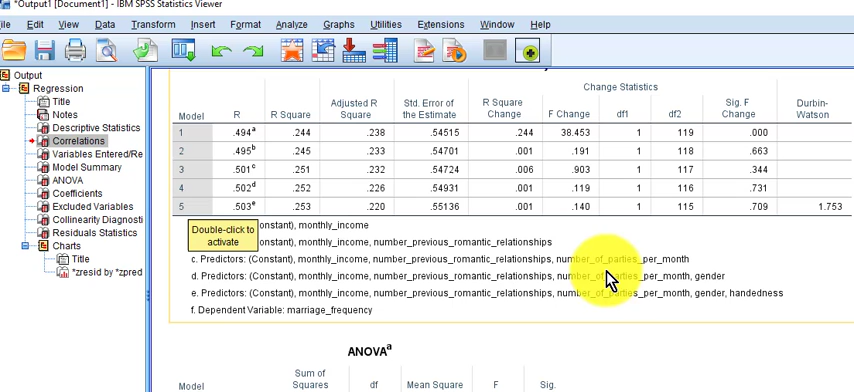 *Output1 [Document1] - IBM SPSS Statistics Viewer
ile Edit View Data Transform Insert Format Analyze Graphs Utilities Extensions Window Help
Output
Regression
Title
Notes
Descriptive Statistics
Correlations
Variables Entered/Re
Model Summary
ANOVA
Coefficients
Excluded Variables
Collinearity Diagnosti
Residuals Statistics
Charts
Title
*zresid by *zpred
Change Statistics
Model R R Square Adjusted R Square Std. Error of the Estimate R Square Change F Change df1 df2 Sig. F Change Durbin-Watson
1 .494a .244 .238 .54515 .244 38.453 1 119 .000
2 .495b .245 .233 .54701 .001 .191 1 118 .663
3 .501c .251 .232 .54724 .006 .903 1 117 .344
4 .502d .252 .226 .54931 .001 .119 1 116 .731
5 .503e .253 .220 .55136 .001 .140 1 115 .709 1.753
Double-click to
activate
onstant), monthly_income
onstant), monthly_income, number_previous_romantic_relationships
c. Predictors: (Constant), monthly_income, number_previous_romantic_relationships, number_of_parties_per_month
d. Predictors: (Constant), monthly_income, number_previous_romantic_relationships, number_of_parties_per_month, gender
e. Predictors: (Constant), monthly_income, number_previous_romantic_relationships, number_of_parties_per_month, gender, handedness
f. Dependent Variable: marriage_frequency
ANOVAa
Model Sum of Squares df Mean Square F Sig.